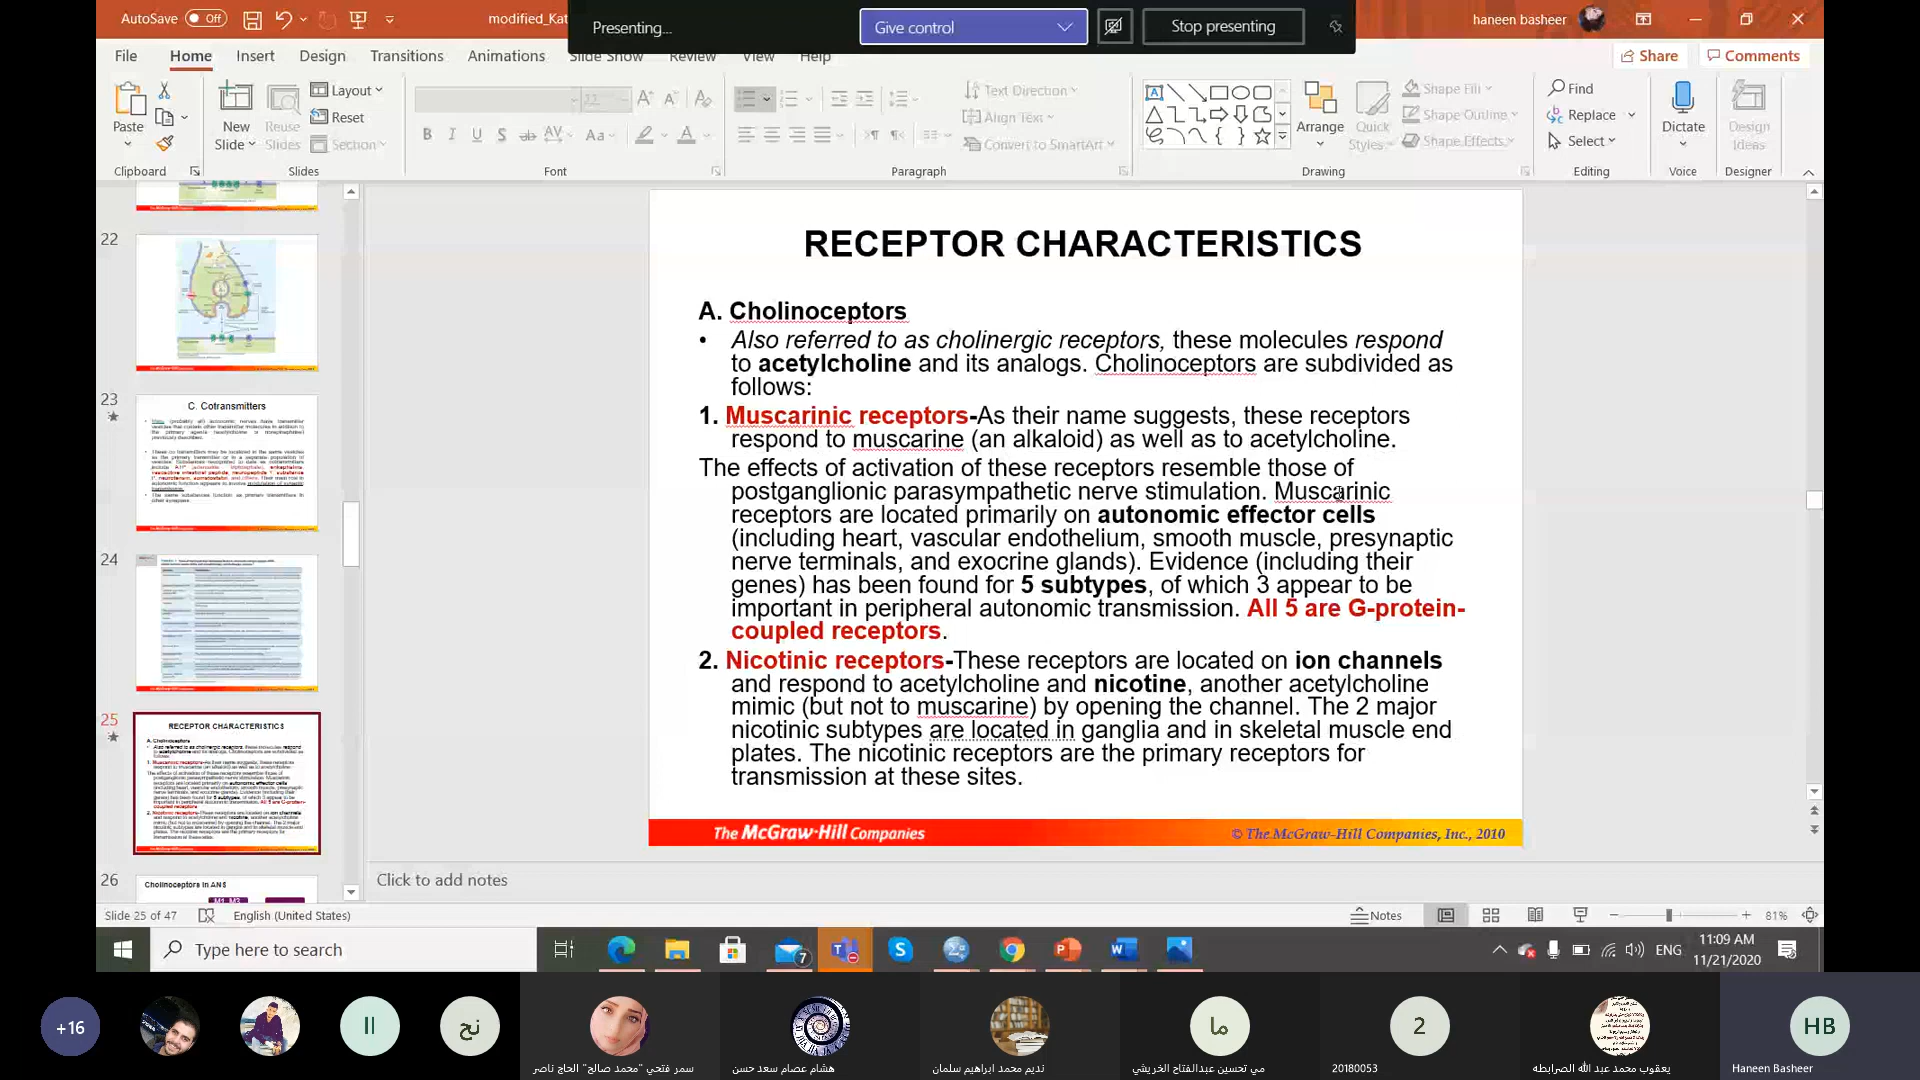 AutoSave Off
modified_Kat
Presenting...
Give control
Stop presenting
haneen basheer
File Home Insert Design Transitions Animations Slide Show Review View Help
Share Comments
Paste
New Slide
Reuse Slides
Layout
Reset
Section
Text Direction
Align Text
Convert to SmartArt
Arrange
Quick Styles
Shape Fill
Shape Outline
Shape Effects
Find
Replace
Select
Dictate
Design Ideas
Clipboard Slides Font Paragraph Drawing Editing Voice Designer
22
23
C. Cotransmitters
24
25
RECEPTOR CHARACTERISTICS
26
Cholinoceptors in ANS
RECEPTOR CHARACTERISTICS
A. Cholinoceptors
• Also referred to as cholinergic receptors, these molecules respond
to acetylcholine and its analogs. Cholinoceptors are subdivided as
follows:
1. Muscarinic receptors-As their name suggests, these receptors
respond to muscarine (an alkaloid) as well as to acetylcholine.
The effects of activation of these receptors resemble those of
postganglionic parasympathetic nerve stimulation. Muscarinic
receptors are located primarily on autonomic effector cells
(including heart, vascular endothelium, smooth muscle, presynaptic
nerve terminals, and exocrine glands). Evidence (including their
genes) has been found for 5 subtypes, of which 3 appear to be
important in peripheral autonomic transmission. All 5 are G-protein-
coupled receptors.
2. Nicotinic receptors-These receptors are located on ion channels
and respond to acetylcholine and nicotine, another acetylcholine
mimic (but not to muscarine) by opening the channel. The 2 major
nicotinic subtypes are located in ganglia and in skeletal muscle end
plates. The nicotinic receptors are the primary receptors for
transmission at these sites.
The McGraw-Hill Companies
© The McGraw-Hill Companies, Inc., 2010
Click to add notes
Slide 25 of 47 English (United States)
Notes
81%
Type here to search
7
ENG
11:09 AM
11/21/2020
+16
اا
نح
ما
2
HB
سمر فتحي "محمد صالح" الحاج ناصر
هشام عصام سعد حسن
نديم محمد ابراهيم سلمان
مي تحسين عبدالفتاح الخريشي
20180053
يعقوب محمد عبد الله الصرابطه
Haneen Basheer